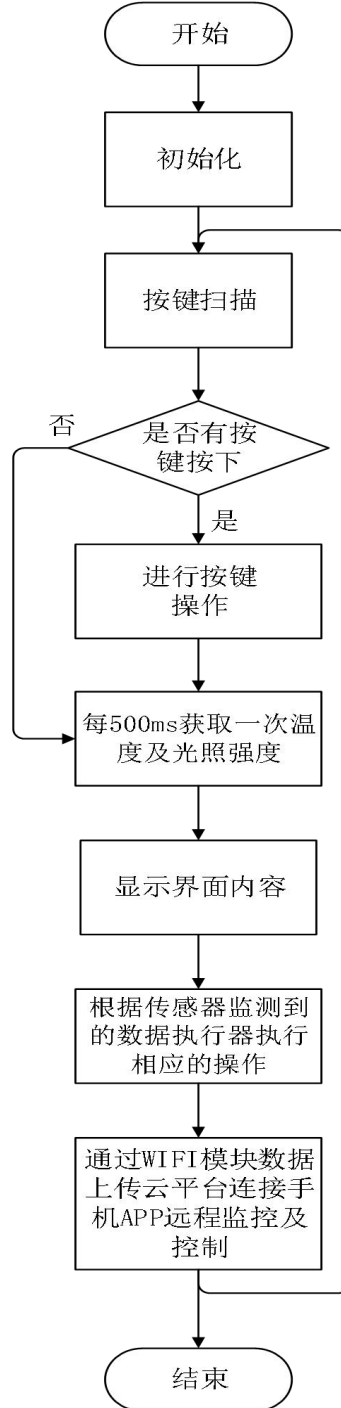 开始
初始化
按键扫描
是否有按
键按下
否
是
进行按键
操作
每500ms获取一次温
度及光照强度
显示界面内容
根据传感器监测到
的数据执行器执行
相应的操作
通过WIFI模块数据
上传云平台连接手
机APP远程监控及
控制
结束